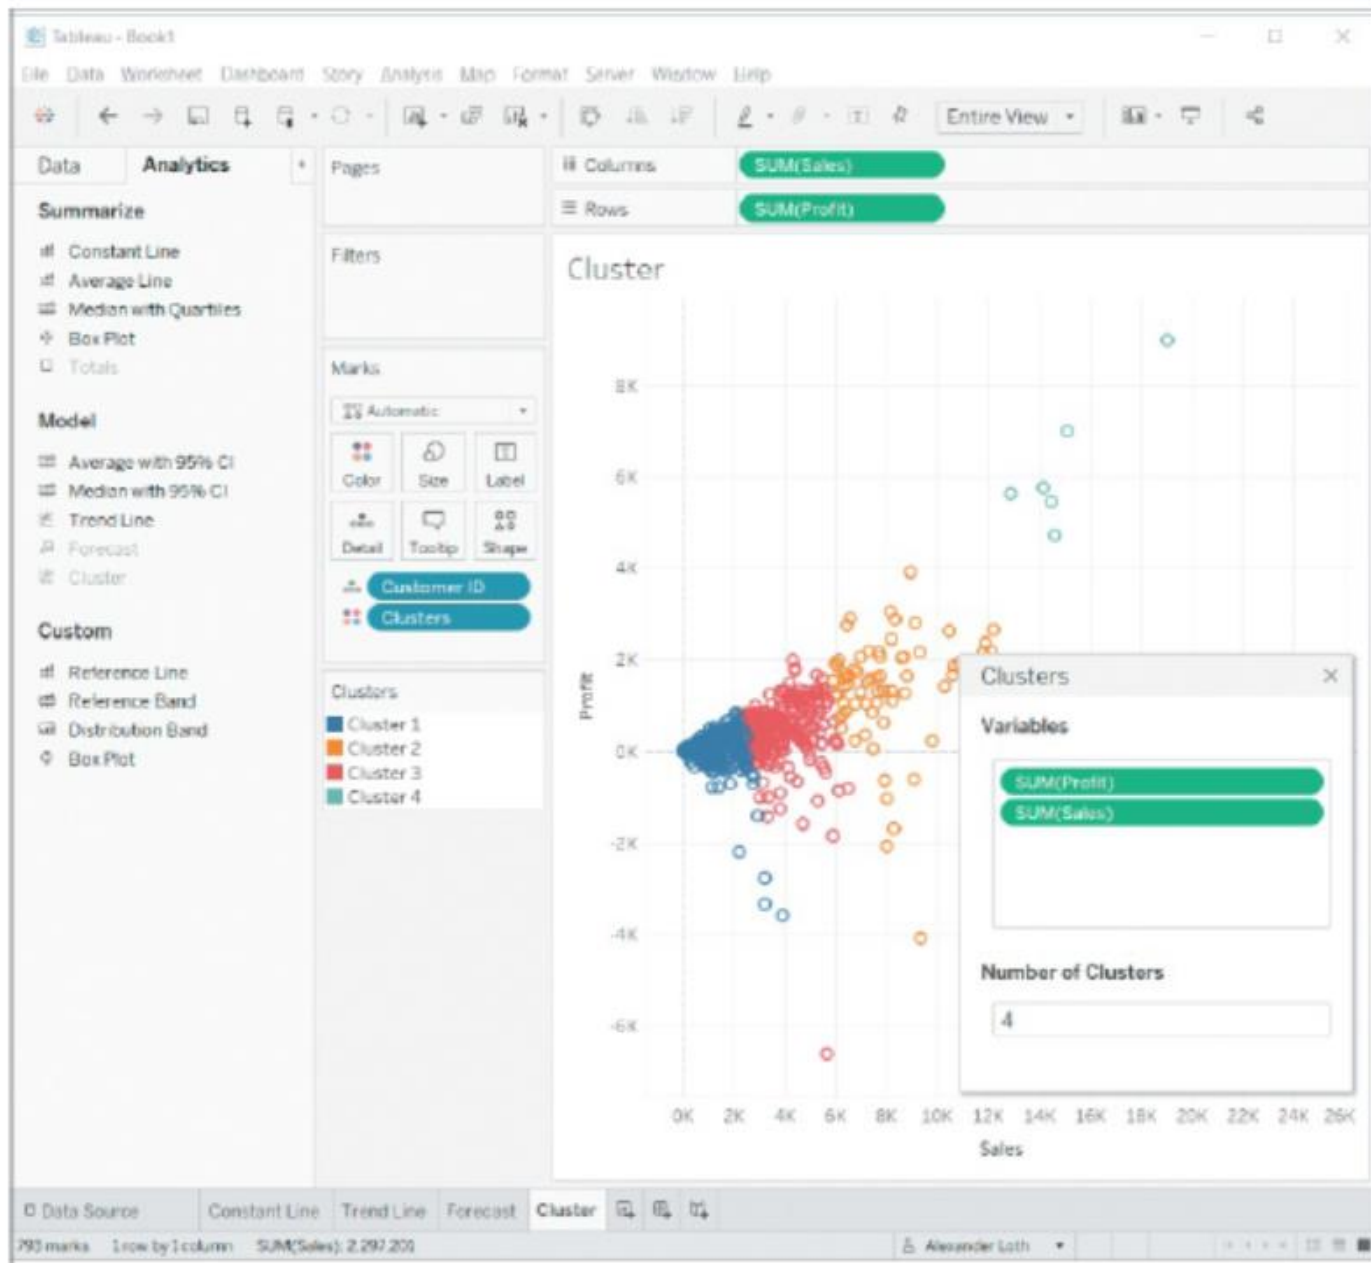 Tableau - Book1
File Data Worksheet Dashboard Story Analysis Map Format Server Window Help
Entire View
Data Analytics
Summarize
Constant Line
Average Line
Median with Quartiles
Box Plot
Totals
Model
Average with 95% CI
Median with 95% CI
Trend Line
Forecast
Cluster
Custom
Reference Line
Reference Band
Distribution Band
Box Plot
Pages
Filters
Marks
Automatic
Color Size Label
Detail Tooltip Shape
Customer ID
Clusters
Clusters
Cluster 1
Cluster 2
Cluster 3
Cluster 4
Columns SUM(Sales)
Rows SUM(Profit)
Cluster
8K
6K
4K
2K
0K
-2K
-4K
-6K
Profit
0K 2K 4K 6K 8K 10K 12K 14K 16K 18K 20K 22K 24K 26K
Sales
Clusters
Variables
SUM(Profit)
SUM(Sales)
Number of Clusters
4
Data Source Constant Line Trend Line Forecast Cluster
793 marks 1 row by 1 column SUM(Sales): 2,297,201 Alexander Loth